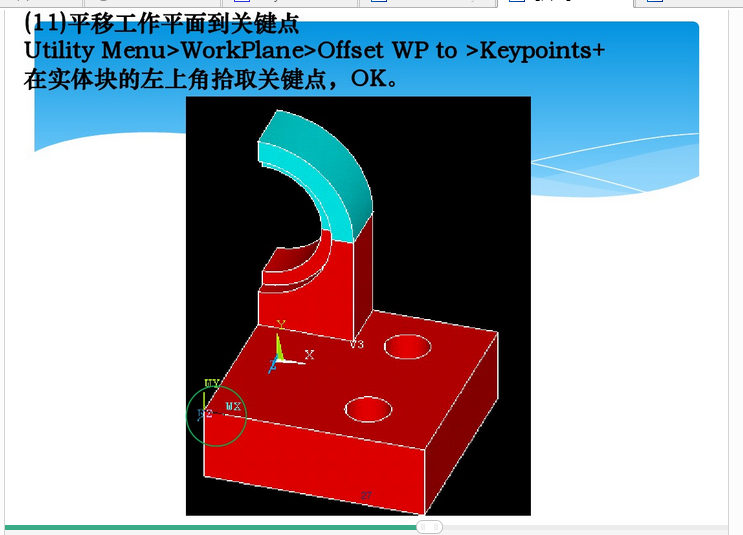 (11)平移工作平面到关键点
Utility Menu>WorkPlane>Offset WP to >Keypoints+
在实体块的左上角拾取关键点，OK。
Y
V3
X
Z
WY
WX
27